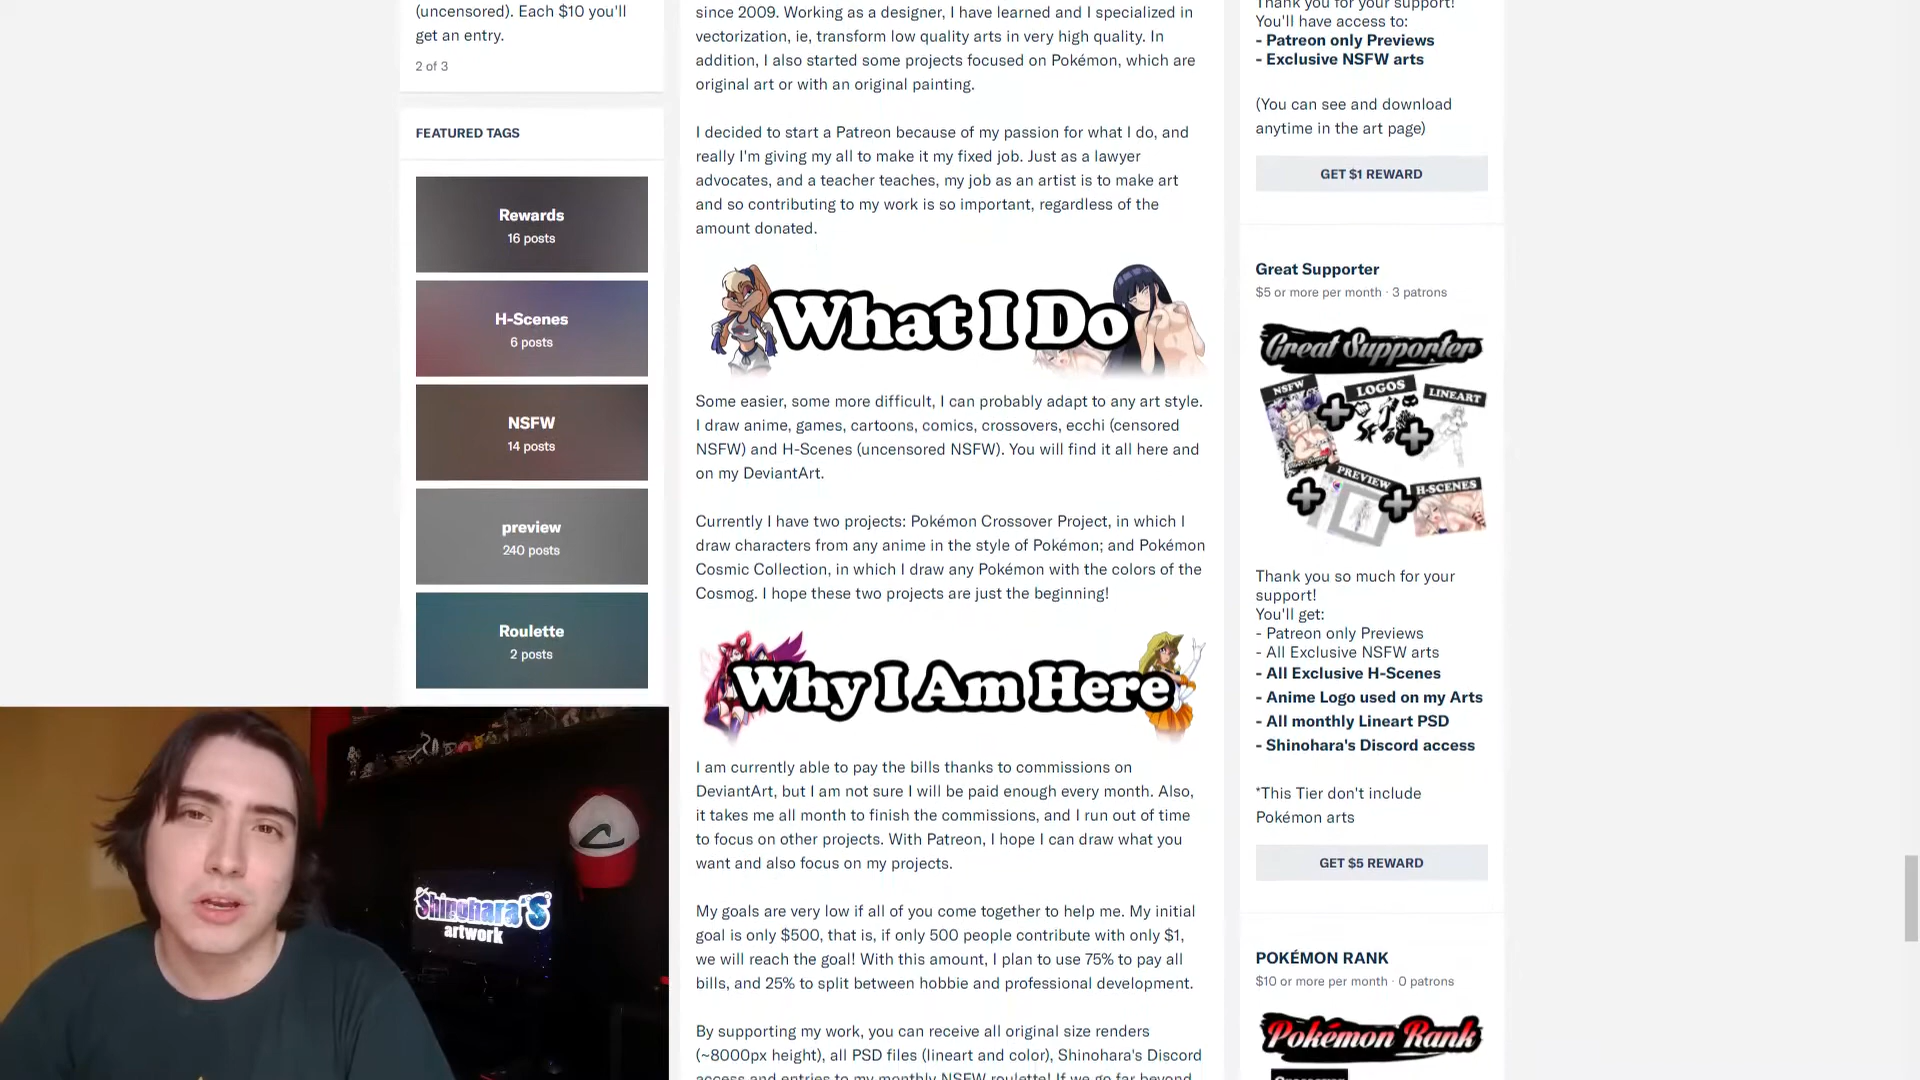 (uncensored). Each $10 you'll
get an entry.
2 of 3
FEATURED TAGS
Rewards
16 posts
H-Scenes
6 posts
NSFW
14 posts
preview
240 posts
Roulette
2 posts
Shinohara'S
artwork
since 2009. Working as a designer, I have learned and I specialized in
vectorization, ie, transform low quality arts in very high quality. In
addition, I also started some projects focused on Pokémon, which are
original art or with an original painting.
I decided to start a Patreon because of my passion for what I do, and
really I'm giving my all to make it my fixed job. Just as a lawyer
advocates, and a teacher teaches, my job as an artist is to make art
and so contributing to my work is so important, regardless of the
amount donated.
What I Do
Some easier, some more difficult, I can probably adapt to any art style.
I draw anime, games, cartoons, comics, crossovers, ecchi (censored
NSFW) and H-Scenes (uncensored NSFW). You will find it all here and
on my DeviantArt.
Currently I have two projects: Pokémon Crossover Project, in which I
draw characters from any anime in the style of Pokémon; and Pokémon
Cosmic Collection, in which I draw any Pokémon with the colors of the
Cosmog. I hope these two projects are just the beginning!
Why I Am Here
I am currently able to pay the bills thanks to commissions on
DeviantArt, but I am not sure I will be paid enough every month. Also,
it takes me all month to finish the commissions, and I run out of time
to focus on other projects. With Patreon, I hope I can draw what you
want and also focus on my projects.
My goals are very low if all of you come together to help me. My initial
goal is only $500, that is, if only 500 people contribute with only $1,
we will reach the goal! With this amount, I plan to use 75% to pay all
bills, and 25% to split between hobbie and professional development.
By supporting my work, you can receive all original size renders
(~8000px height), all PSD files (lineart and color), Shinohara's Discord
access and entries to my monthly NSFW roulette! If we go far beyond
Thank you for your support!
You'll have access to:
- Patreon only Previews
- Exclusive NSFW arts
(You can see and download
anytime in the art page)
GET $1 REWARD
Great Supporter
$5 or more per month · 3 patrons
Great Supporter
NSFW
LOGOS
LINEART
PREVIEW
H-SCENES
Thank you so much for your
support!
You'll get:
- Patreon only Previews
- All Exclusive NSFW arts
- All Exclusive H-Scenes
- Anime Logo used on my Arts
- All monthly Lineart PSD
- Shinohara's Discord access
*This Tier don't include
Pokémon arts
GET $5 REWARD
POKÉMON RANK
$10 or more per month · 0 patrons
Pokémon Rank